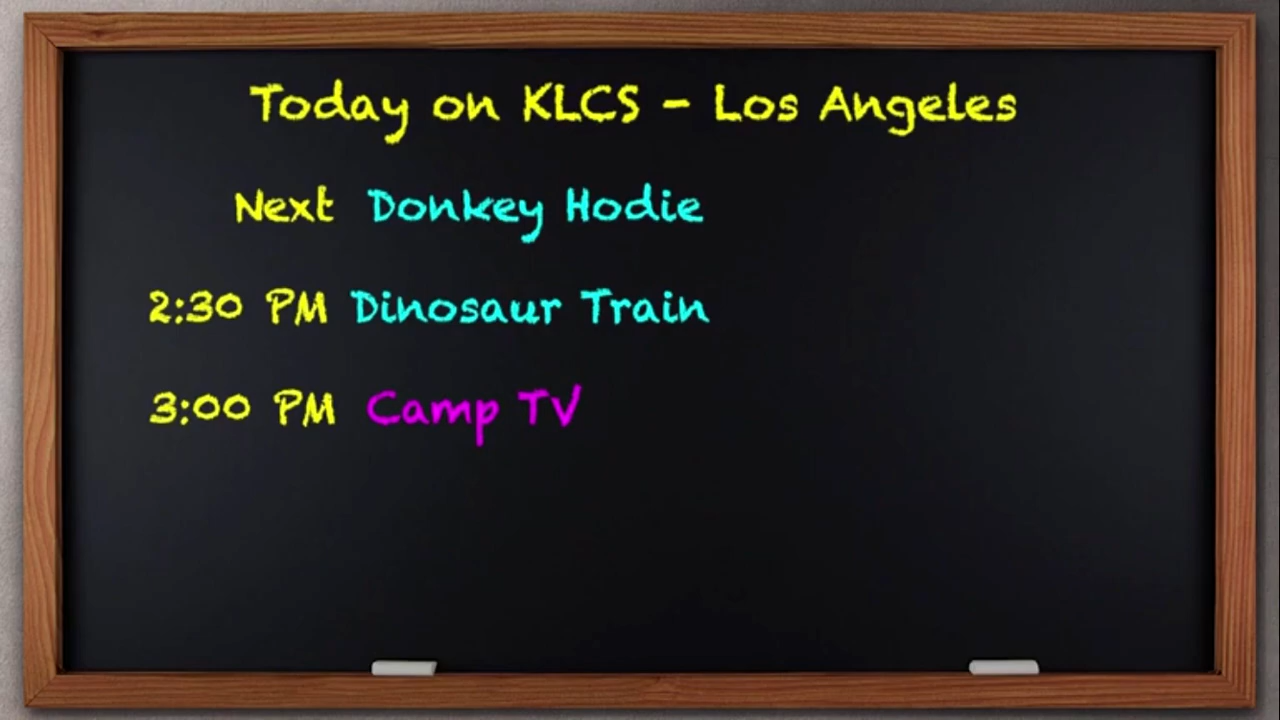 Today on KLCS - Los Angeles
Next Donkey Hodie
2:30 PM Dinosaur Train
3:00 PM Camp TV